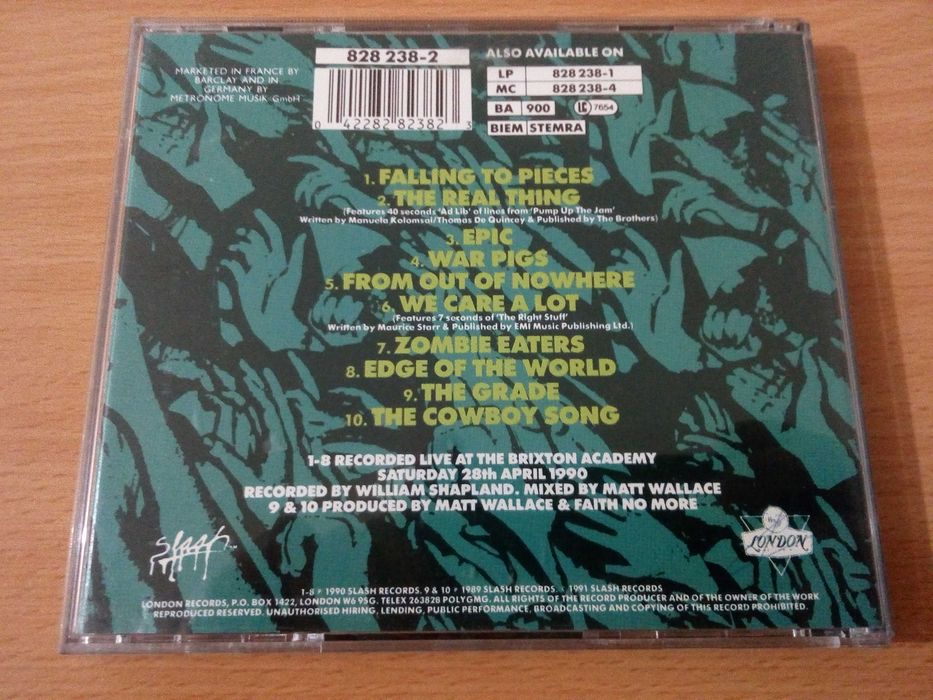 MARKETED IN FRANCE BY
BARCLAY AND IN
GERMANY BY
METRONOME MUSIK GmbH
828 238-2
0 42282 82382 3
ALSO AVAILABLE ON
LP 828 238-1
MC 828 238-4
BA 900 LC 7654
BIEM STEMRA
1. FALLING TO PIECES
2. THE REAL THING
(Features 40 seconds 'Ad Lib' of lines from 'Pump Up The Jam'
Written by Manuela Kolomsai/Thomas De Quincey & Published by The Brothers)
3. EPIC
4. WAR PIGS
5. FROM OUT OF NOWHERE
6. WE CARE A LOT
(Features 7 seconds of 'The Right Stuff'
Written by Maurice Starr & Published by EMI Music Publishing Ltd.)
7. ZOMBIE EATERS
8. EDGE OF THE WORLD
9. THE GRADE
10. THE COWBOY SONG
1-8 RECORDED LIVE AT THE BRIXTON ACADEMY
SATURDAY 28th APRIL 1990
RECORDED BY WILLIAM SHAPLAND. MIXED BY MATT WALLACE
9 & 10 PRODUCED BY MATT WALLACE & FAITH NO MORE
slash ™
LONDON
1-8 ℗ 1990 SLASH RECORDS. 9 & 10 ℗ 1989 SLASH RECORDS. © 1991 SLASH RECORDS
LONDON RECORDS, P.O. BOX 1422, LONDON W6 9SG. TELEX 263828 POLYGMG. ALL RIGHTS OF THE RECORD PRODUCER AND OF THE OWNER OF THE WORK
REPRODUCED RESERVED. UNAUTHORISED HIRING, LENDING, PUBLIC PERFORMANCE, BROADCASTING AND COPYING OF THIS RECORD PROHIBITED.